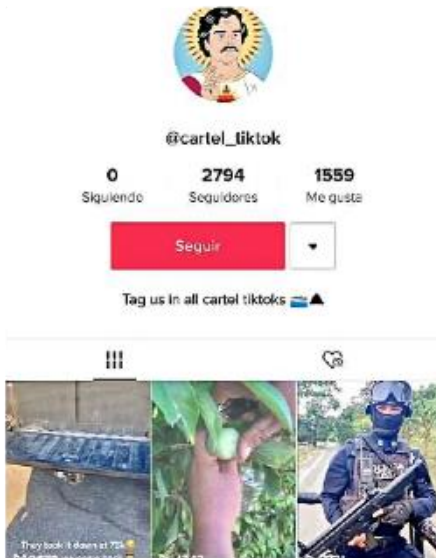 @cartel_tiktok
0 2794 1559
Siguiendo Seguidores Me gusta
Seguir
Tag us in all cartel tiktoks
They took it down at 75k